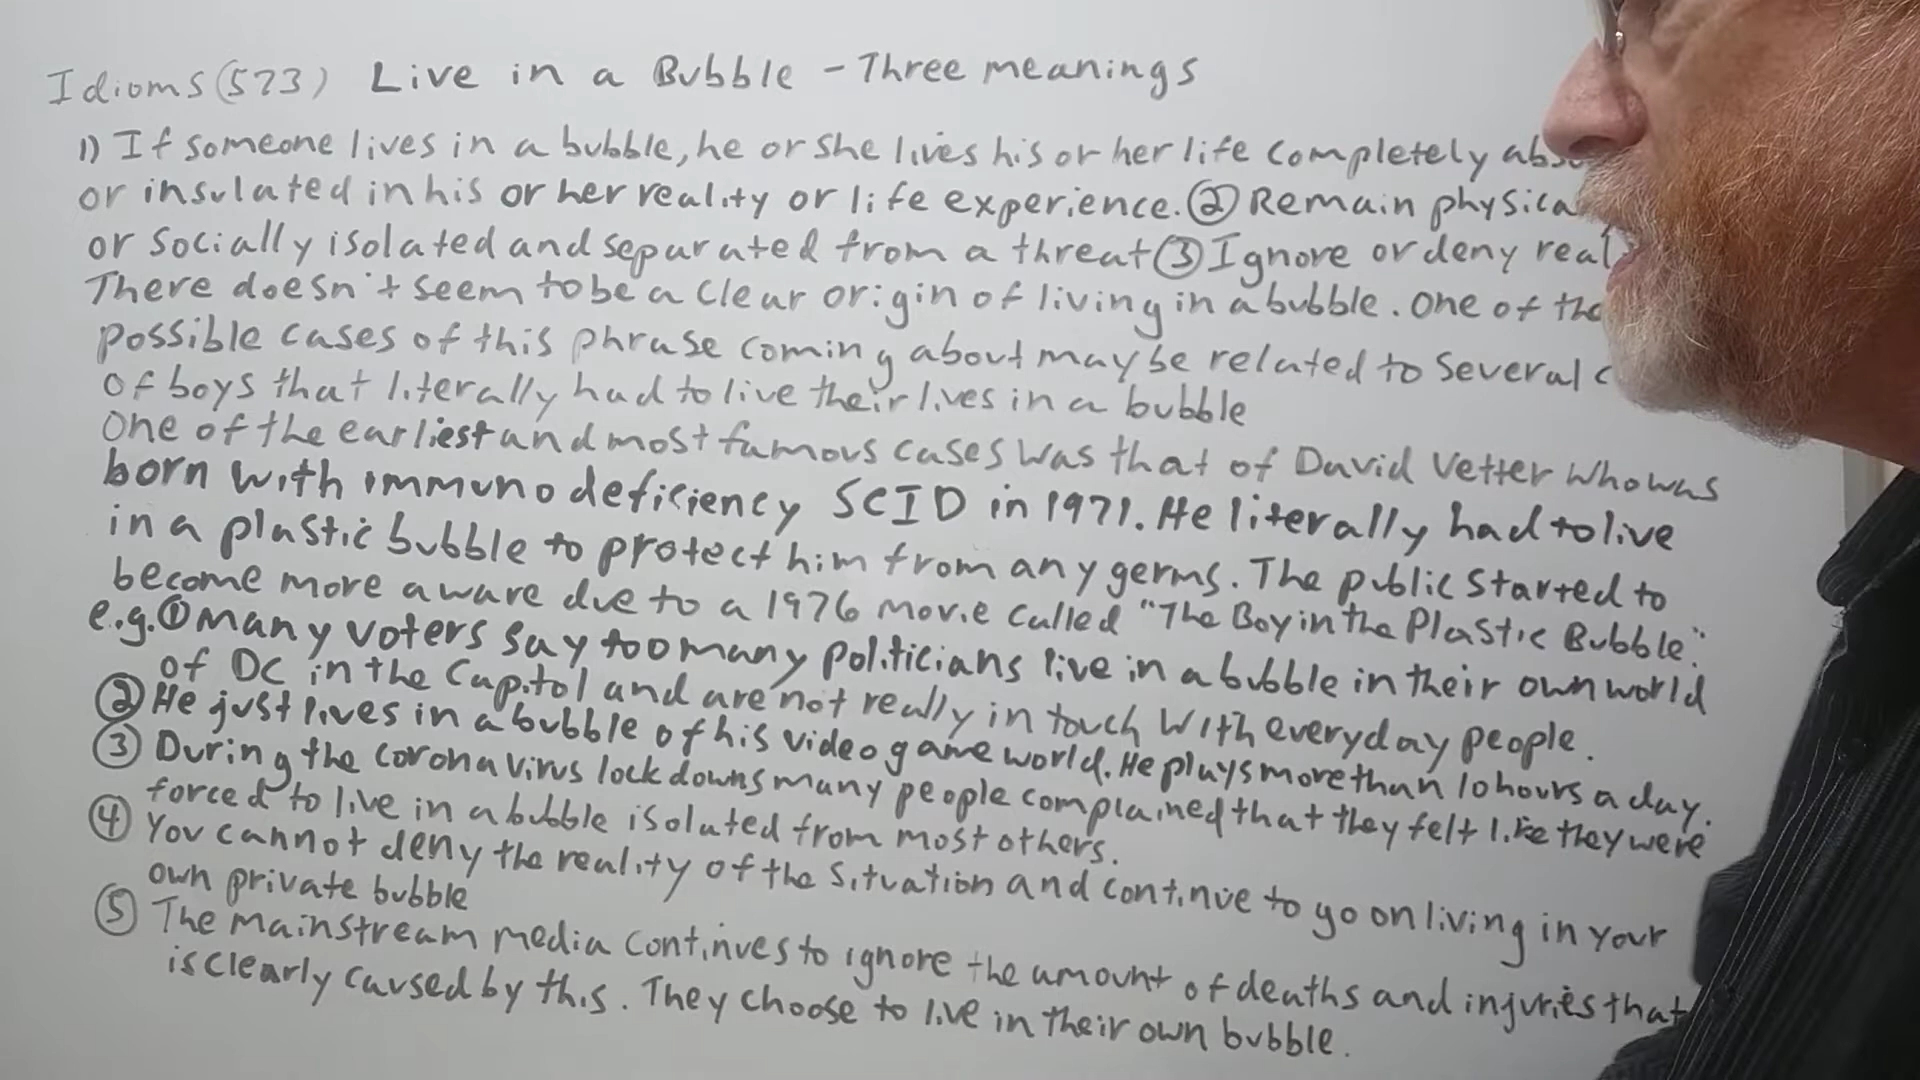 Idioms (573) Live in a Bubble - Three meanings
1) If someone lives in a bubble, he or she lives his or her life completely
or insulated in his or her reality or life experience. ② Remain
or socially isolated and separated from a threat ③ Ignore or deny
There doesn't seem to be a clear origin of living in a bubble. One of the
possible cases of this phrase coming about may be related to several
of boys that literally had to live their lives in a bubble
One of the earliest and most famous cases was that of David Vetter who was
born with immunodeficiency SCID in 1971. He literally had to live
in a plastic bubble to protect him from any germs. The public started to
become more aware due to a 1976 movie called "The Boy in the Plastic Bubble".
e.g. ① Many voters say too many politicians live in a bubble in their own world
of DC in the Capitol and are not really in touch with everyday people.
② He just lives in a bubble of his video game world. He plays more than 10 hours a day.
③ During the corona virus lockdowns many people complained that they felt like they were
forced to live in a bubble isolated from most others.
④ You cannot deny the reality of the situation and continue to go on living in your
own private bubble
⑤ The mainstream media continues to ignore the amount of deaths and injuries that
is clearly caused by this. They choose to live in their own bubble.